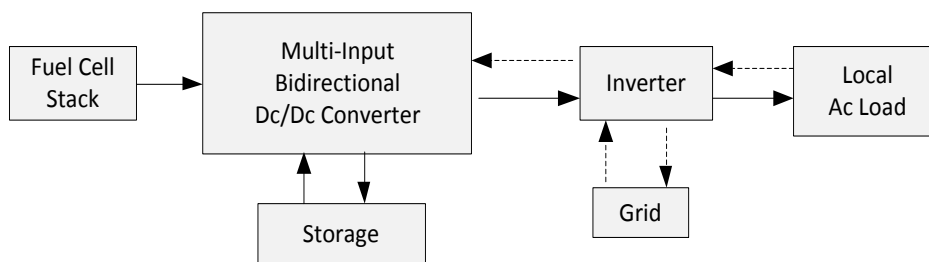 Fuel Cell
Stack
Multi-Input
Bidirectional
Dc/Dc Converter
Inverter
Local
Ac Load
Storage
Grid